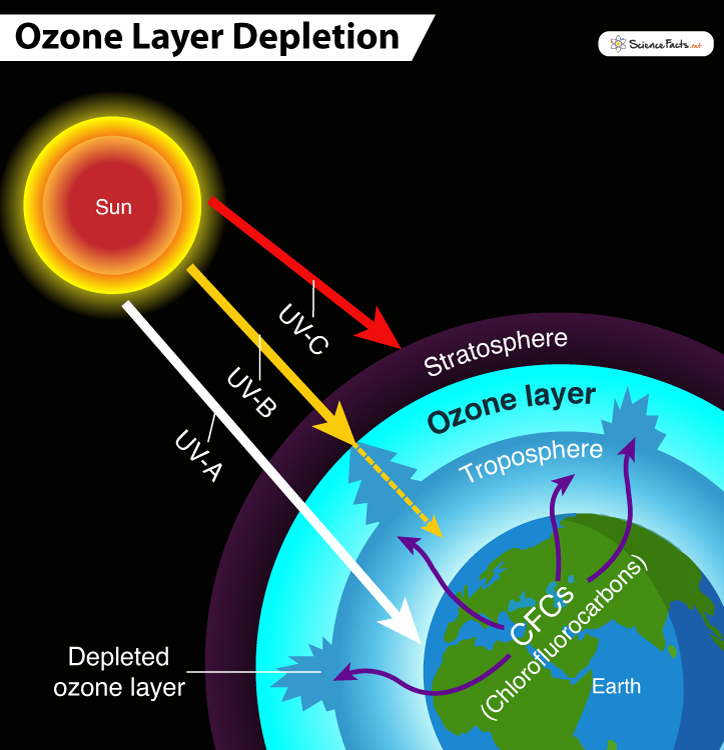 Ozone Layer Depletion
ScienceFacts.net
Sun
UV-C
UV-B
UV-A
Stratosphere
Ozone layer
Troposphere
CFCs
(Chlorofluorocarbons)
Depleted
ozone layer
Earth